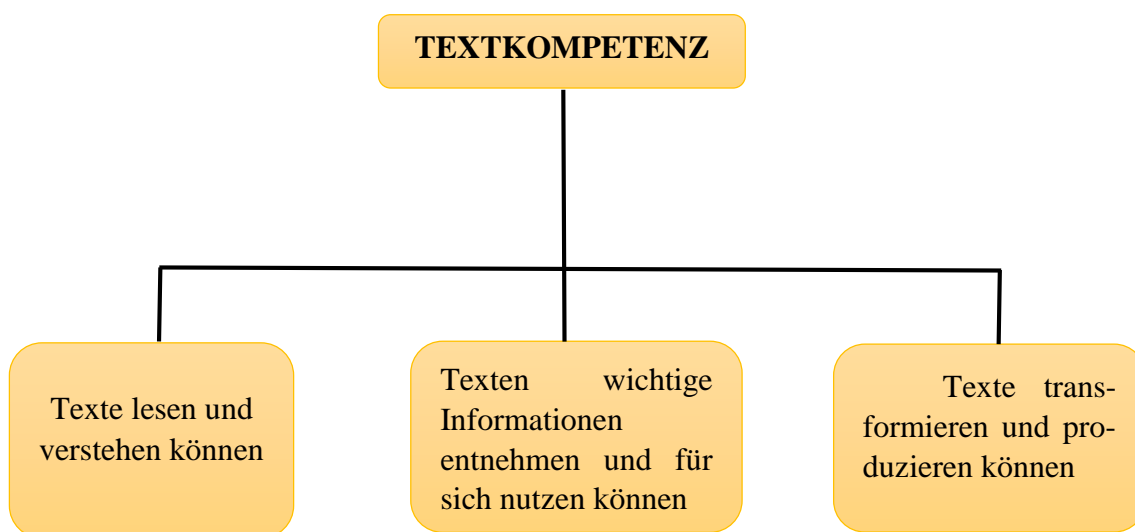 TEXTKOMPETENZ
Texte lesen und
verstehen können
Texten wichtige
Informationen
entnehmen und für
sich nutzen können
Texte trans-
formieren und pro-
duzieren können